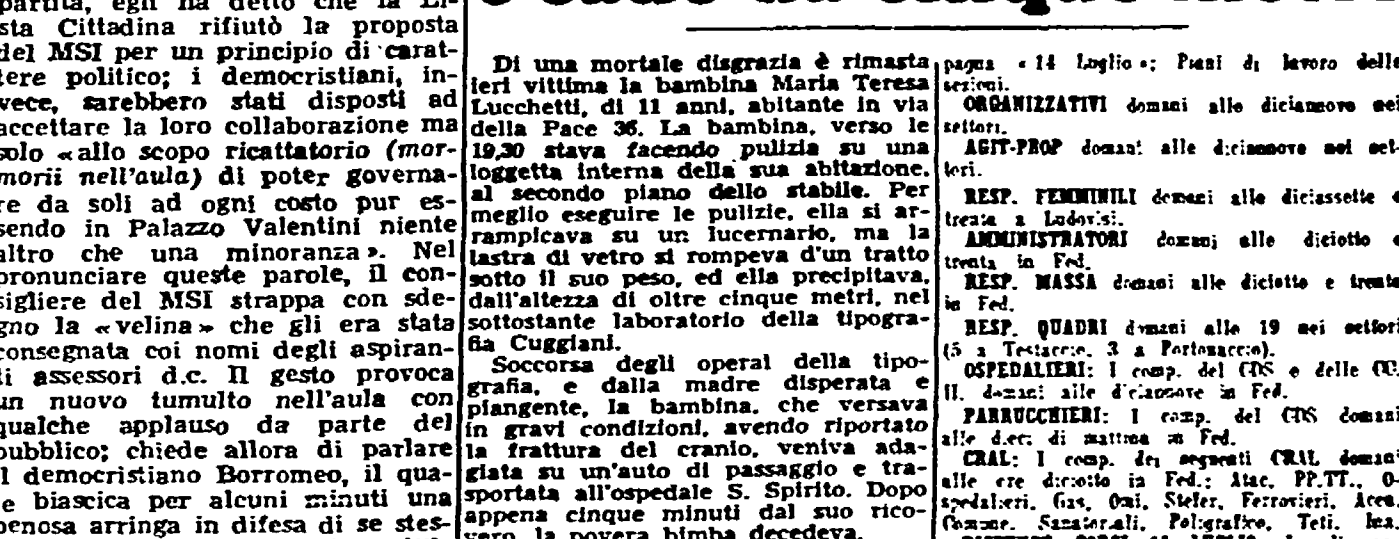 partita, egli ha detto che la Li-
sta Cittadina rifiutò la proposta
del MSI per un principio di carat-
tere politico; i democristiani, in-
vece, sarebbero stati disposti ad
accettare la loro collaborazione ma
solo «allo scopo ricattatorio (mor-
morii nell'aula) di poter governa-
re da soli ad ogni costo pur es-
sendo in Palazzo Valentini niente
altro che una minoranza». Nel
pronunciare queste parole, il con-
sigliere del MSI strappa con sde-
gno la «velina» che gli era stata
consegnata coi nomi degli aspiran-
ti assessori d.c. Il gesto provoca
un nuovo tumulto nell'aula con
qualche applauso da parte del
pubblico; chiede allora di parlare
il democristiano Borromeo, il qua-
le biascica per alcuni minuti una
penosa arringa in difesa di se stes-
Di una mortale disgrazia è rimasta
ieri vittima la bambina Maria Teresa
Lucchetti, di 11 anni, abitante in via
della Pace 36. La bambina, verso le
19,30 stava facendo pulizia su una
loggetta interna della sua abitazione,
al secondo piano dello stabile. Per
meglio eseguire le pulizie, ella si ar-
rampicava su un lucernario, ma la
lastra di vetro si rompeva d'un tratto
sotto il suo peso, ed ella precipitava,
dall'altezza di oltre cinque metri, nel
sottostante laboratorio della tipogra-
fia Cuggiani.
Soccorsa degli operai della tipo-
grafia, e dalla madre disperata e
piangente, la bambina, che versava
in gravi condizioni, avendo riportato
la frattura del cranio, veniva ada-
giata su un'auto di passaggio e tra-
sportata all'ospedale S. Spirito. Dopo
appena cinque minuti dal suo rico-
vero, la povera bimba decedeva.
pagna «14 Luglio»; Piani di lavoro delle
sezioni.
ORGANIZZATIVI domani alle diciannove nei
settori.
AGIT-PROP domani alle diciannove nei set-
tori.
RESP. FEMMINILI domani alle diciassette e
trenta a Ludovisi.
AMMINISTRATORI domani alle diciotto e
trenta in Fed.
RESP. MASSA domani alle diciotto e trenta
in Fed.
RESP. QUADRI domani alle 19 nei settori
(5 a Testaccio, 3 a Portonaccio).
OSPEDALIERI: I comp. del CDS e delle CC.
II. domani alle diciannove in Fed.
PARRUCCHIERI: I comp. del CDS domani
alle dieci di mattina in Fed.
CRAL: I comp. dei seguenti CRAL domani
alle ore diciotto in Fed.: Atac, PP.TT., O-
spedalieri, Gas, Omi, Stefer, Ferrovieri, Acea,
Comune, Sanatoriali, Poligrafico, Teti,